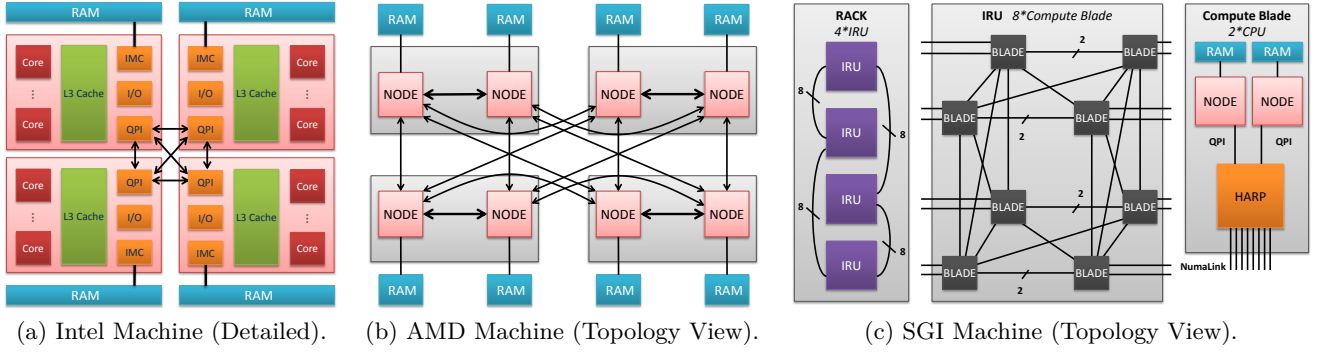 RAM RAM
IMC IMC
Core L3 Cache I/O I/O L3 Cache Core
⋮ ⋮
Core QPI QPI Core
Core QPI QPI Core
⋮ L3 Cache I/O I/O L3 Cache ⋮
Core IMC IMC Core
RAM RAM
(a) Intel Machine (Detailed).
RAM RAM RAM RAM
NODE NODE NODE NODE
NODE NODE NODE NODE
RAM RAM RAM RAM
(b) AMD Machine (Topology View).
RACK
4*IRU
IRU
8
IRU
8
IRU
8
8
IRU
IRU 8*Compute Blade
2
BLADE BLADE
BLADE BLADE
2
2
BLADE BLADE
BLADE BLADE
2
Compute Blade
2*CPU
RAM RAM
NODE NODE
QPI QPI
HARP
NumaLink
(c) SGI Machine (Topology View).